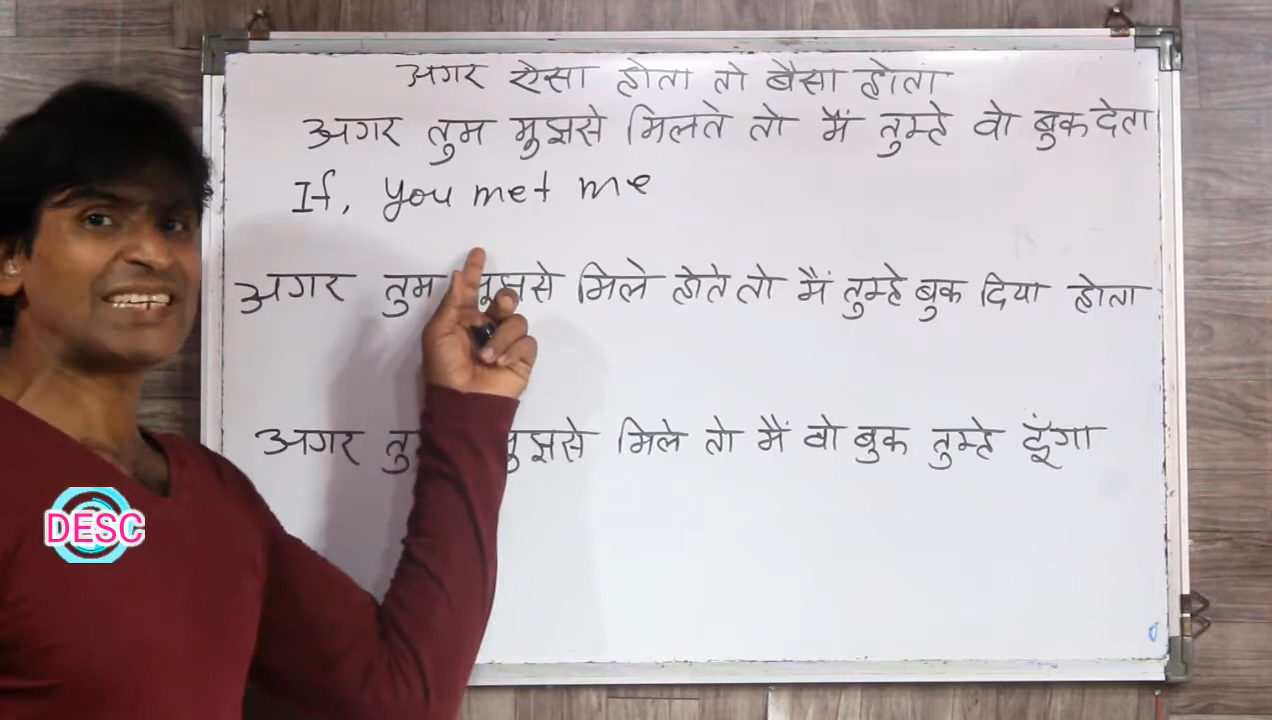 अगर ऐसा होता तो वैसा होता
अगर तुम मुझसे मिलते तो मैं तुम्हे वो बुक देता
If, you met me
अगर तुम मुझसे मिले होते तो मैं तुम्हे बुक दिया होता
अगर तु मुझसे मिले तो मैं वो बुक तुम्हे दूंगा
DESC